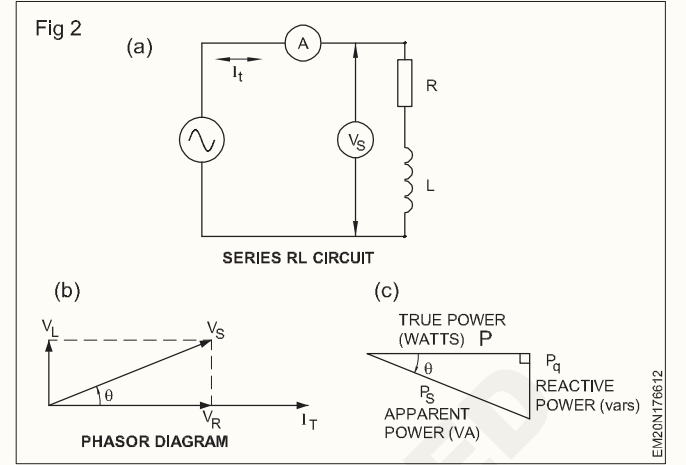 Fig 2
(a)
A
It
R
VS
L
SERIES RL CIRCUIT
(b)
VL
VS
θ
VR
IT
PHASOR DIAGRAM
(c)
TRUE POWER
(WATTS) P
θ
Pq
REACTIVE
POWER (vars)
PS
APPARENT
POWER (VA)
EM20N176612